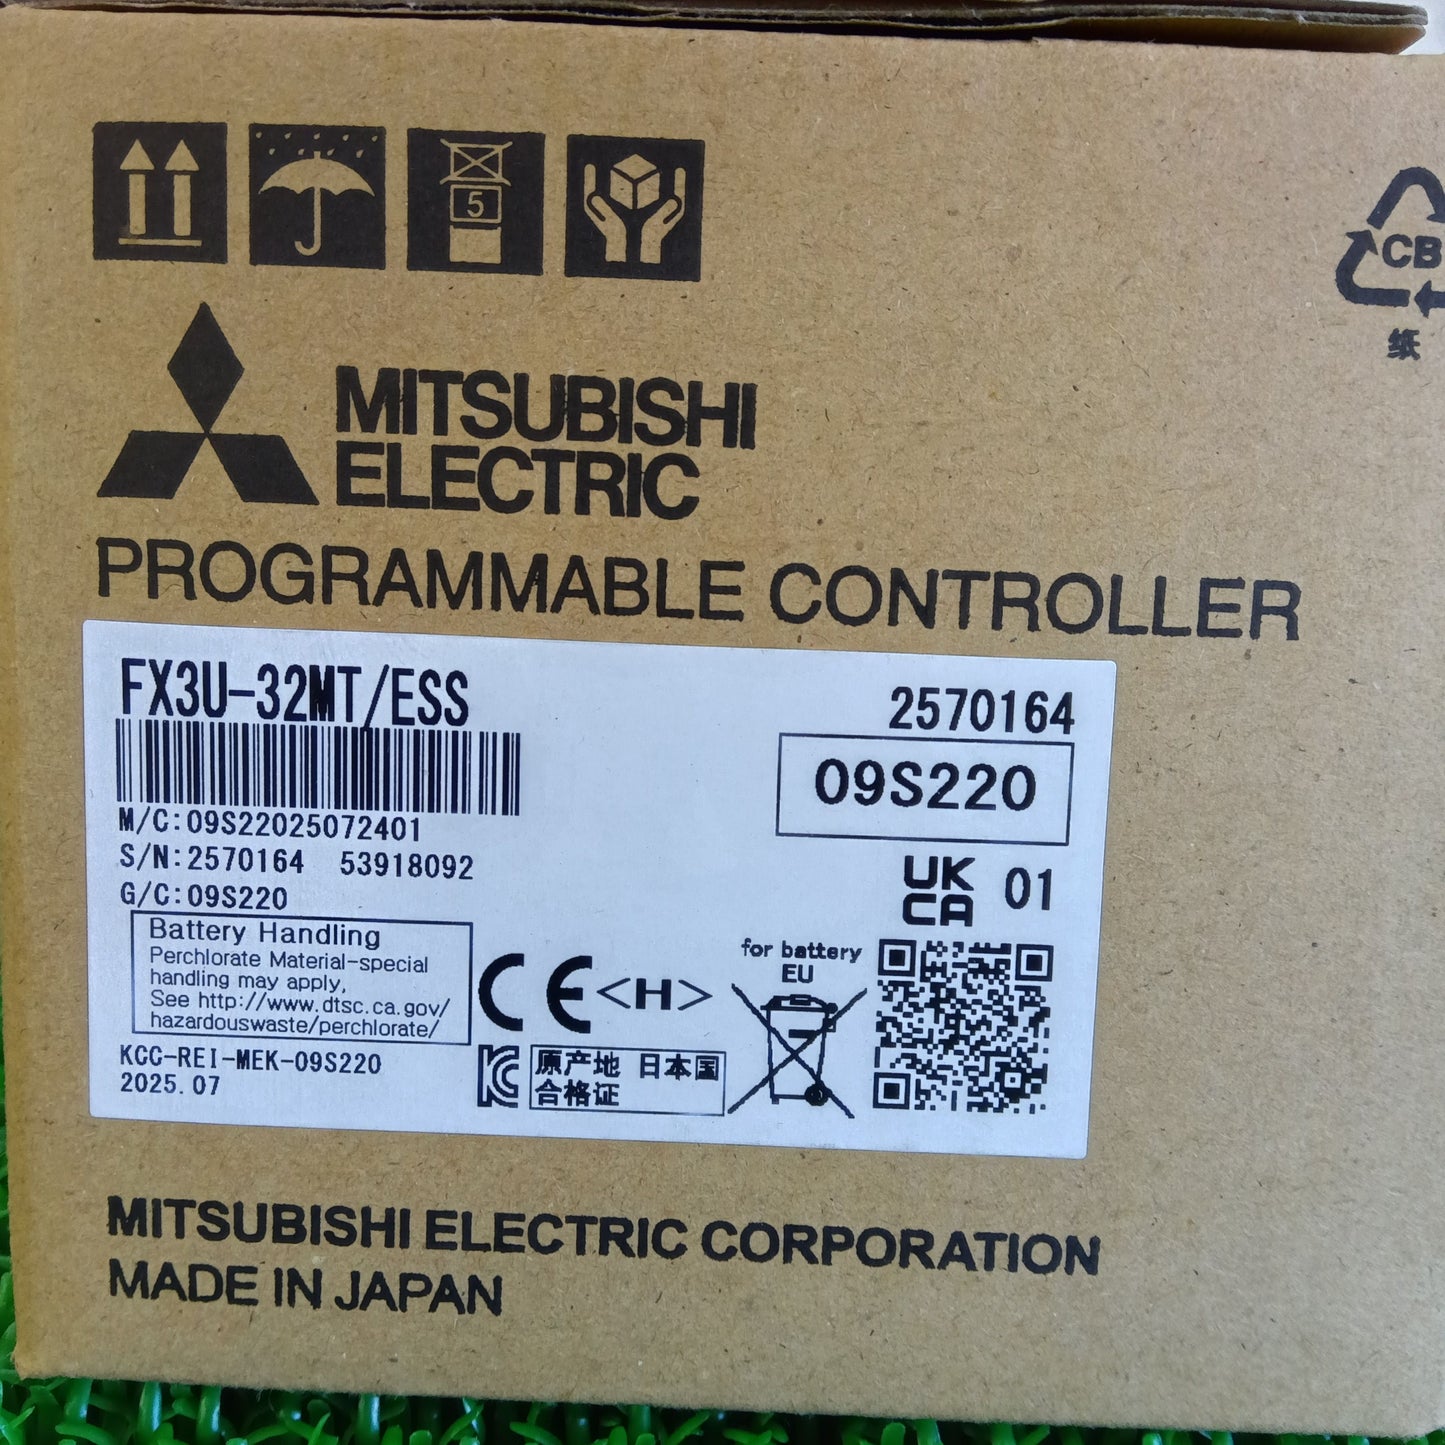 5
CB
纸
MITSUBISHI
ELECTRIC
PROGRAMMABLE CONTROLLER
FX3U-32MT/ESS
2570164
09S220
M/C:09S22025072401
S/N:2570164 53918092
G/C:09S220
UK
CA
01
Battery Handling
Perchlorate Material-special
handling may apply,
See http://www.dtsc.ca.gov/
hazardouswaste/perchlorate/
CE
<H>
for battery
EU
KCC-REI-MEK-09S220
2025.07
KC
原产地 日本国
合格证
MITSUBISHI ELECTRIC CORPORATION
MADE IN JAPAN